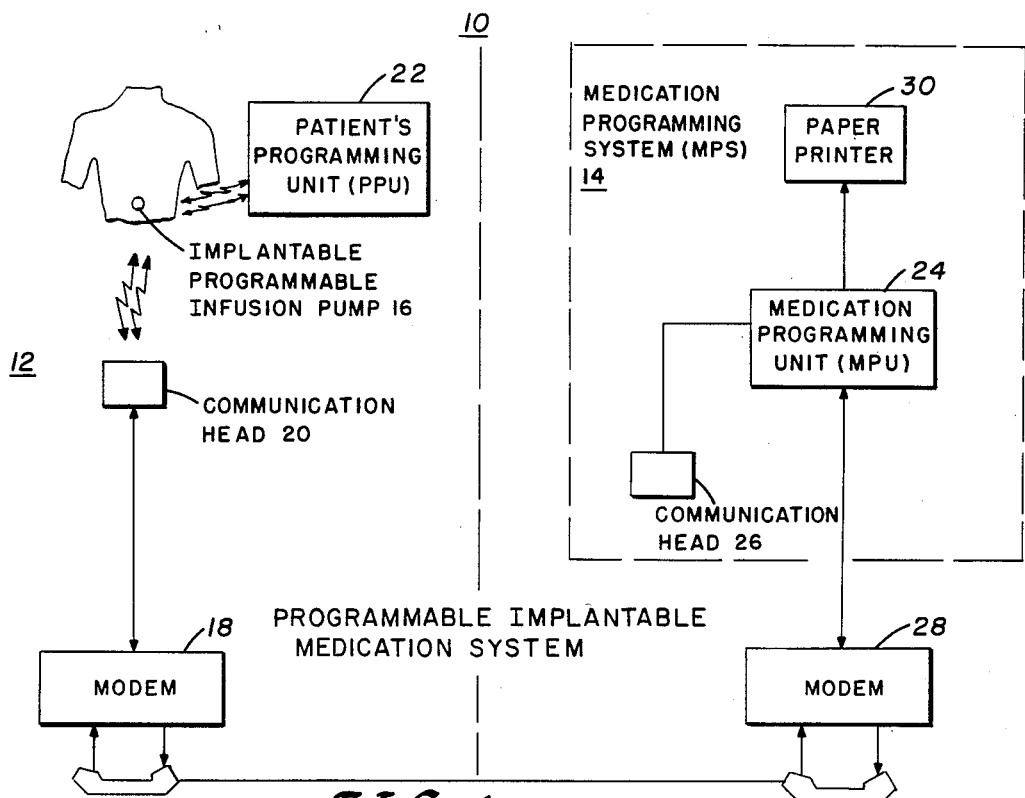 10
22
PATIENT'S
PROGRAMMING
UNIT (PPU)
IMPLANTABLE
PROGRAMMABLE
INFUSION PUMP 16
12
COMMUNICATION
HEAD 20
18
MODEM
PROGRAMMABLE IMPLANTABLE
MEDICATION SYSTEM
MEDICATION
PROGRAMMING
SYSTEM (MPS)
14
30
PAPER
PRINTER
24
MEDICATION
PROGRAMMING
UNIT (MPU)
COMMUNICATION
HEAD 26
28
MODEM